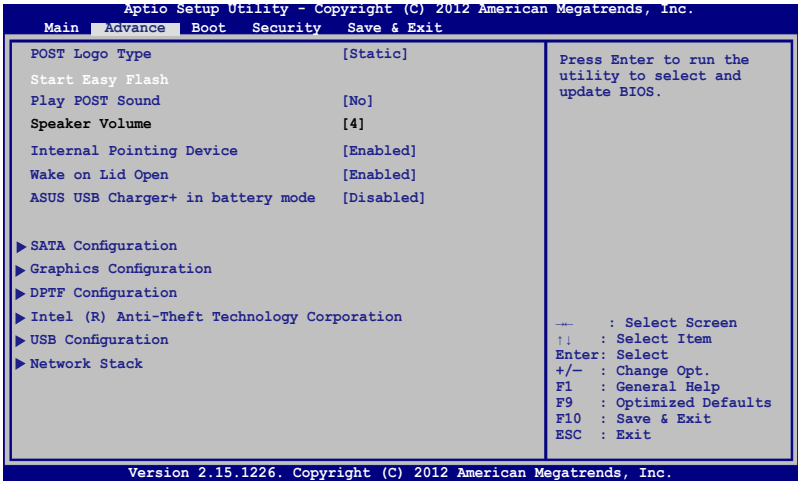 Aptio Setup Utility - Copyright (C) 2012 American Megatrends, Inc.
Main Advance Boot Security Save & Exit
POST Logo Type [Static]
Start Easy Flash
Play POST Sound [No]
Speaker Volume [4]
Internal Pointing Device [Enabled]
Wake on Lid Open [Enabled]
ASUS USB Charger+ in battery mode [Disabled]
SATA Configuration
Graphics Configuration
DPTF Configuration
Intel (R) Anti-Theft Technology Corporation
USB Configuration
Network Stack
Press Enter to run the
utility to select and
update BIOS.
→← : Select Screen
↑↓ : Select Item
Enter: Select
+/— : Change Opt.
F1 : General Help
F9 : Optimized Defaults
F10 : Save & Exit
ESC : Exit
Version 2.15.1226. Copyright (C) 2012 American Megatrends, Inc.